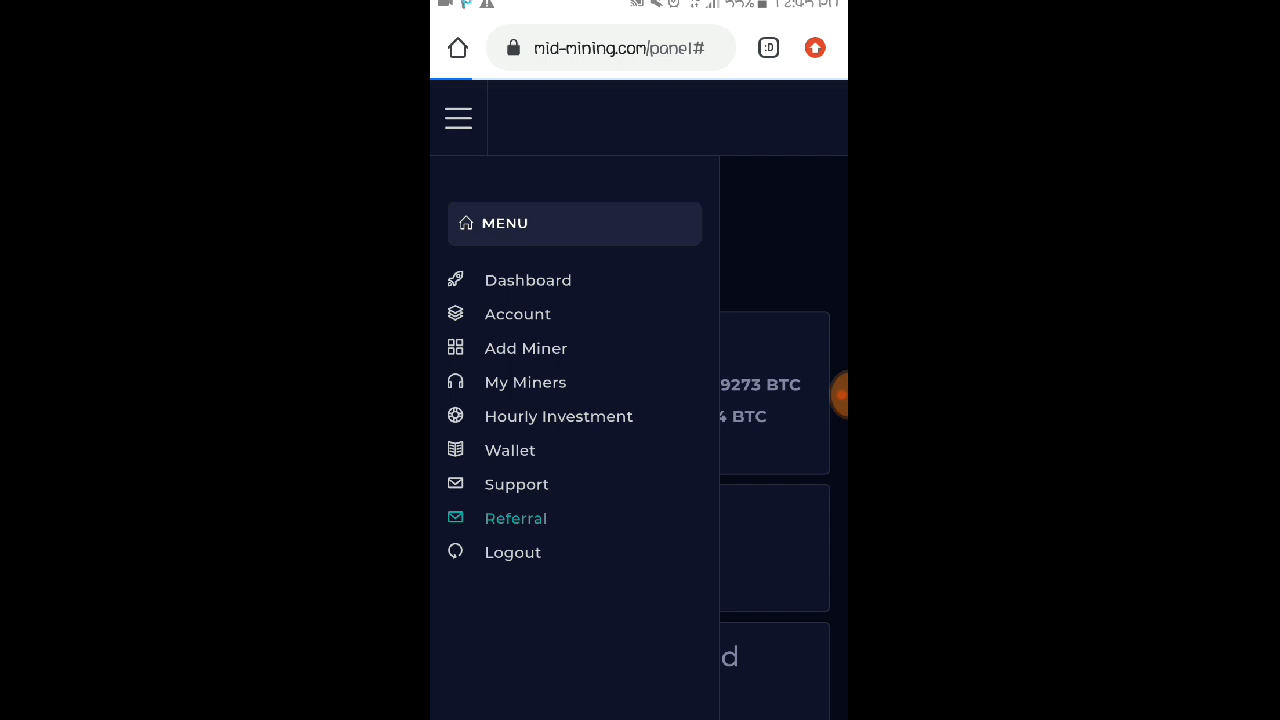 mid-mining.com/panel#
:D
MENU
Dashboard
Account
Add Miner
My Miners
Hourly Investment
Wallet
Support
Referral
Logout
9273 BTC
4 BTC
d